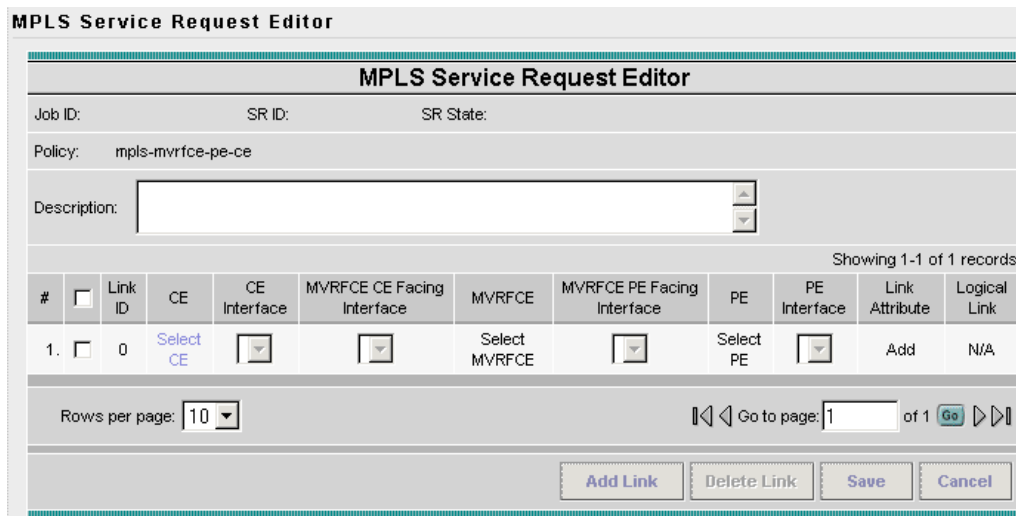 MPLS Service Request Editor
MPLS Service Request Editor
Job ID: SR ID: SR State:
Policy: mpls-mvrfce-pe-ce
Description:
Showing 1-1 of 1 records
# Link ID CE CE Interface MVRFCE CE Facing Interface MVRFCE MVRFCE PE Facing Interface PE PE Interface Link Attribute Logical Link
1. 0 Select CE Select MVRFCE Select PE Add N/A
Rows per page: 10 Go to page: 1 of 1 Go
Add Link Delete Link Save Cancel